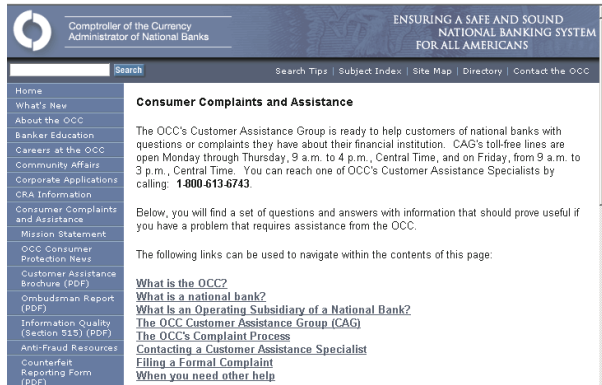 Comptroller of the Currency
Administrator of National Banks
ENSURING A SAFE AND SOUND
NATIONAL BANKING SYSTEM
FOR ALL AMERICANS
Search
Search Tips | Subject Index | Site Map | Directory | Contact the OCC
Home
What's New
About the OCC
Banker Education
Careers at the OCC
Community Affairs
Corporate Applications
CRA Information
Consumer Complaints
and Assistance
Mission Statement
OCC Consumer
Protection News
Customer Assistance
Brochure (PDF)
Ombudsman Report
(PDF)
Information Quality
(Section 515) (PDF)
Anti-Fraud Resources
Counterfeit
Reporting Form
(PDF)
Consumer Complaints and Assistance
The OCC's Customer Assistance Group is ready to help customers of national banks with
questions or complaints they have about their financial institution. CAG's toll-free lines are
open Monday through Thursday, 9 a.m. to 4 p.m., Central Time, and on Friday, from 9 a.m. to
3 p.m., Central Time. You can reach one of OCC's Customer Assistance Specialists by
calling: 1-800-613-6743.
Below, you will find a set of questions and answers with information that should prove useful if
you have a problem that requires assistance from the OCC.
The following links can be used to navigate within the contents of this page:
What is the OCC?
What is a national bank?
What Is an Operating Subsidiary of a National Bank?
The OCC Customer Assistance Group (CAG)
The OCC's Complaint Process
Contacting a Customer Assistance Specialist
Filing a Formal Complaint
When you need other help